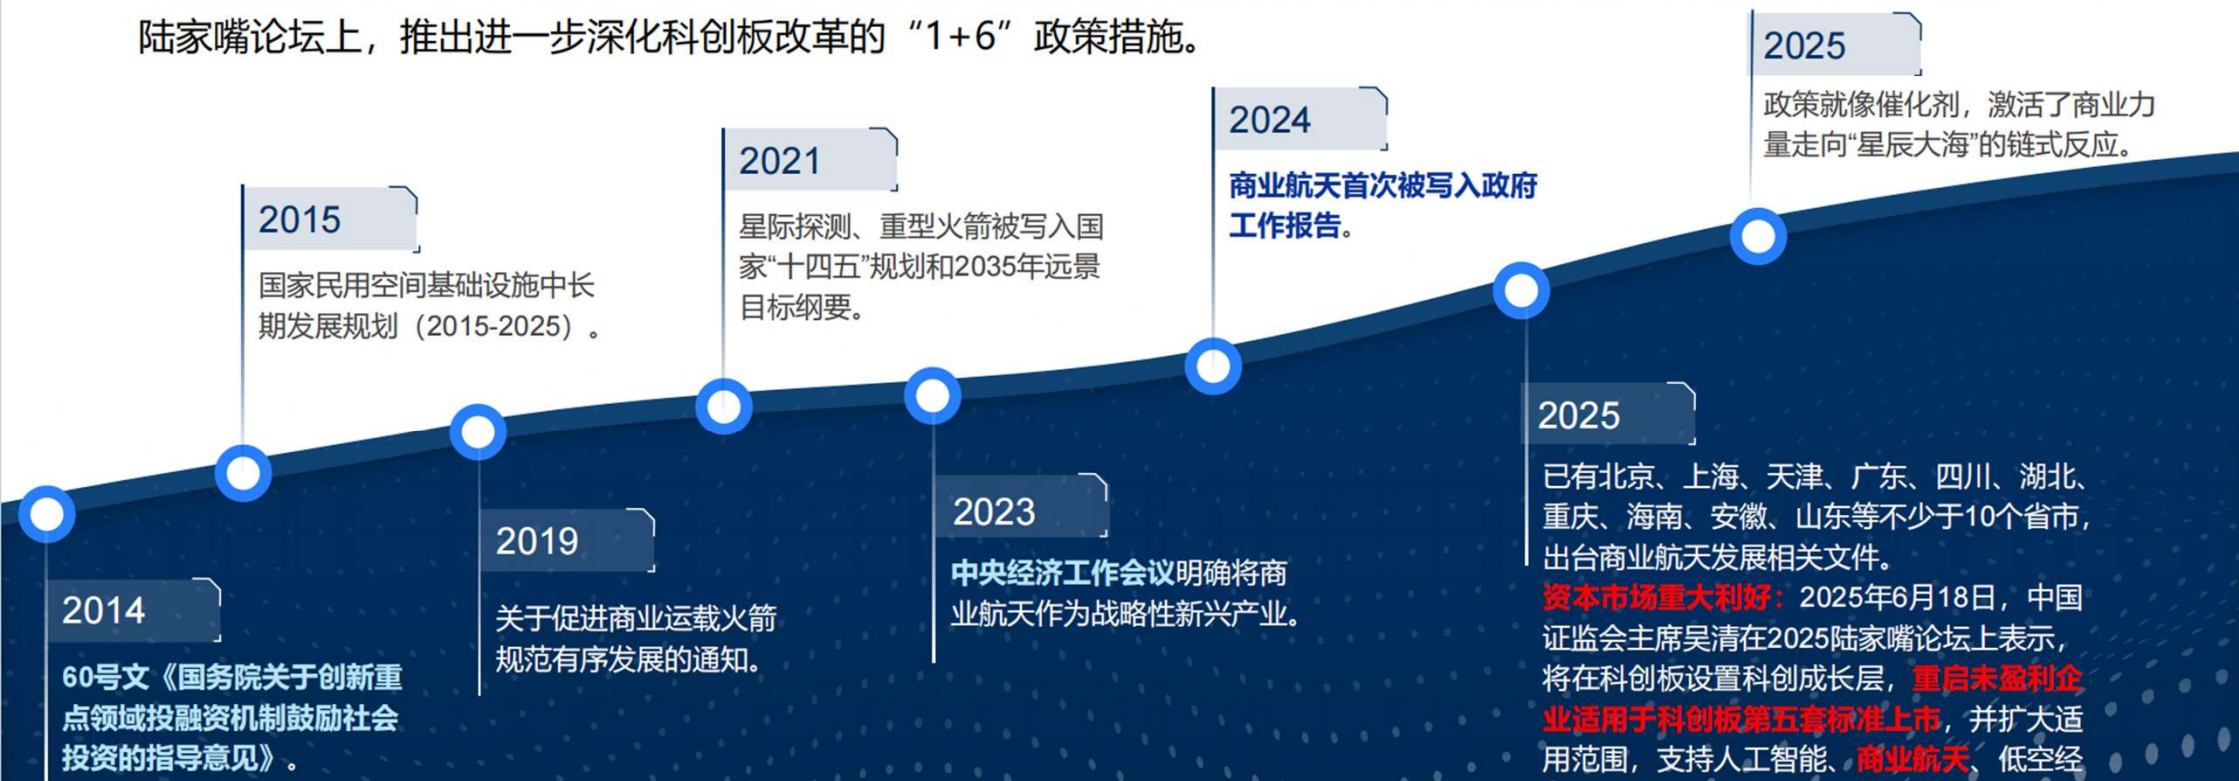 陆家嘴论坛上，推出进一步深化科创板改革的“1+6”政策措施。
2014
60号文《国务院关于创新重
点领域投融资机制鼓励社会
投资的指导意见》。
2015
国家民用空间基础设施中长
期发展规划（2015-2025）。
2019
关于促进商业运载火箭
规范有序发展的通知。
2021
星际探测、重型火箭被写入国
家“十四五”规划和2035年远景
目标纲要。
2023
中央经济工作会议明确将商
业航天作为战略性新兴产业。
2024
商业航天首次被写入政府
工作报告。
2025
已有北京、上海、天津、广东、四川、湖北、
重庆、海南、安徽、山东等不少于10个省市，
出台商业航天发展相关文件。
资本市场重大利好：2025年6月18日，中国
证监会主席吴清在2025陆家嘴论坛上表示，
将在科创板设置科创成长层，重启未盈利企
业适用于科创板第五套标准上市，并扩大适
用范围，支持人工智能、商业航天、低空经
2025
政策就像催化剂，激活了商业力
量走向“星辰大海”的链式反应。